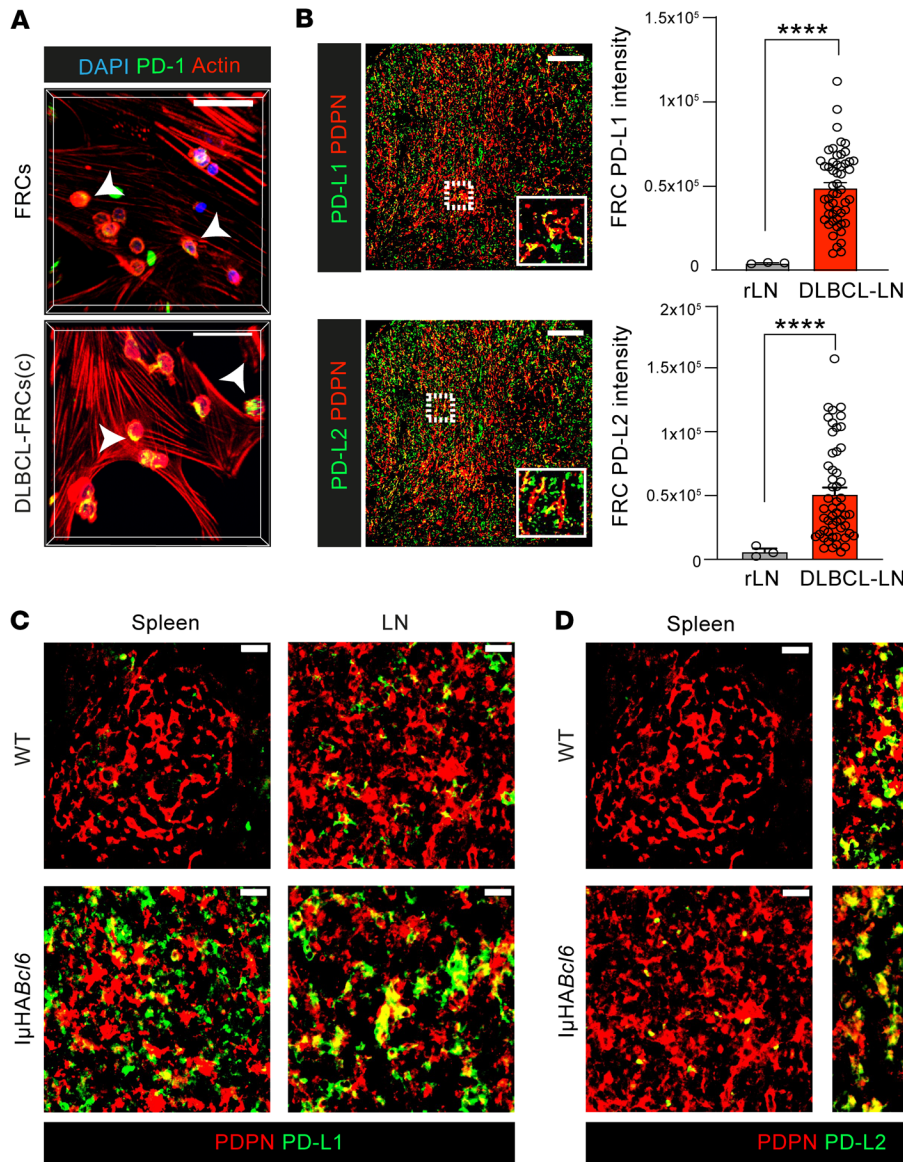 A
DAPI PD-1 Actin
FRCs
DLBCL-FRCs(c)
B
PD-L1 PDPN
FRC PD-L1 intensity
1.5x10⁵
1x10⁵
0.5x10⁵
0
****
rLN DLBCL-LN
PD-L2 PDPN
FRC PD-L2 intensity
2x10⁵
1.5x10⁵
1x10⁵
0.5x10⁵
0
****
rLN DLBCL-LN
C
Spleen LN
WT
IμHABcl6
PDPN PD-L1
D
Spleen
WT
IμHABcl6
PDPN PD-L2